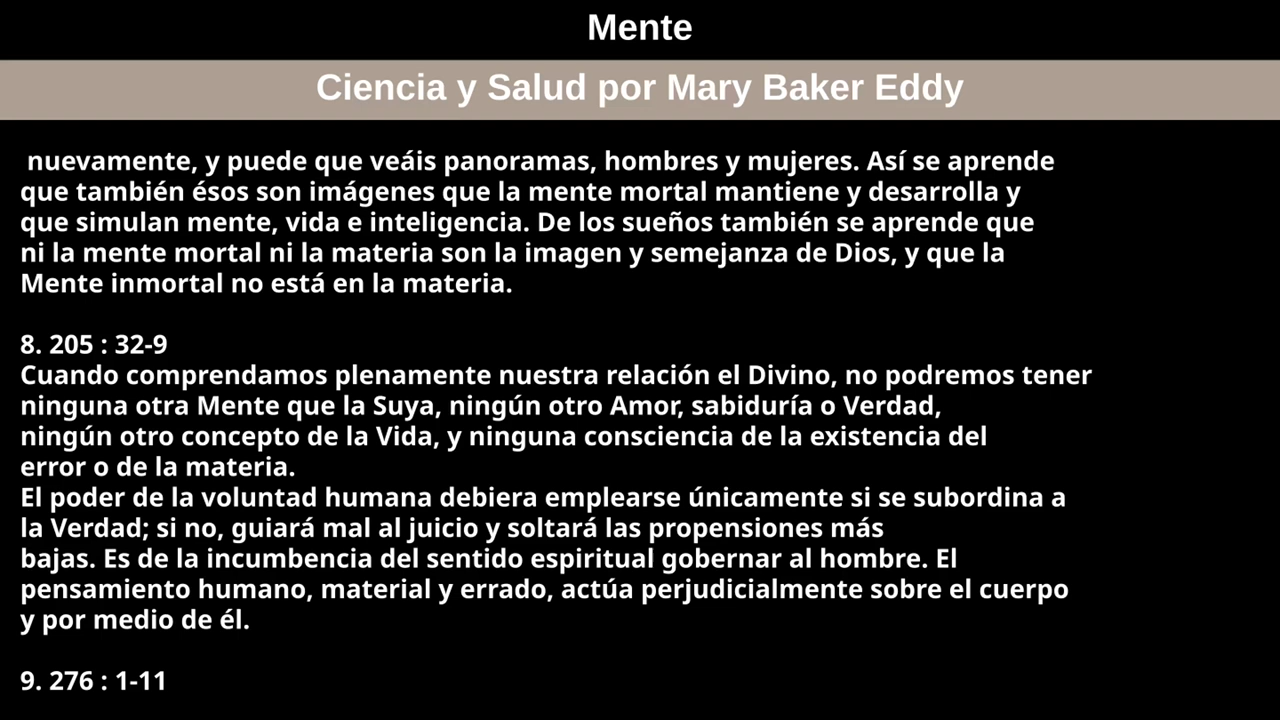 Mente
Ciencia y Salud por Mary Baker Eddy
nuevamente, y puede que veáis panoramas, hombres y mujeres. Así se aprende
que también ésos son imágenes que la mente mortal mantiene y desarrolla y
que simulan mente, vida e inteligencia. De los sueños también se aprende que
ni la mente mortal ni la materia son la imagen y semejanza de Dios, y que la
Mente inmortal no está en la materia.
8. 205 : 32-9
Cuando comprendamos plenamente nuestra relación el Divino, no podremos tener
ninguna otra Mente que la Suya, ningún otro Amor, sabiduría o Verdad,
ningún otro concepto de la Vida, y ninguna consciencia de la existencia del
error o de la materia.
El poder de la voluntad humana debiera emplearse únicamente si se subordina a
la Verdad; si no, guiará mal al juicio y soltará las propensiones más
bajas. Es de la incumbencia del sentido espiritual gobernar al hombre. El
pensamiento humano, material y errado, actúa perjudicialmente sobre el cuerpo
y por medio de él.
9. 276 : 1-11